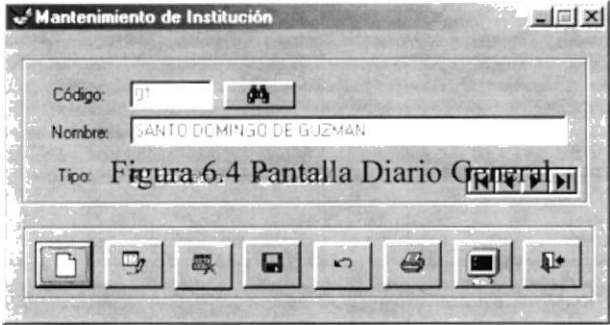 Mantenimiento de Institución
Código: 01
Nombre: SANTO DOMINGO DE GUZMAN
Tipo:
Figura 6.4 Pantalla Diario General